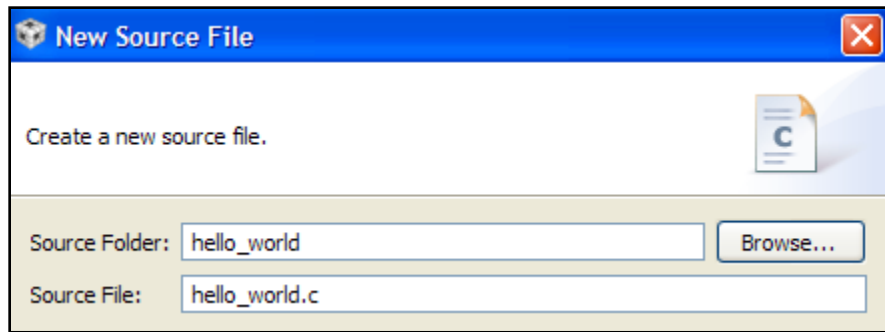 New Source File
Create a new source file.
C
Source Folder: hello_world Browse...
Source File: hello_world.c